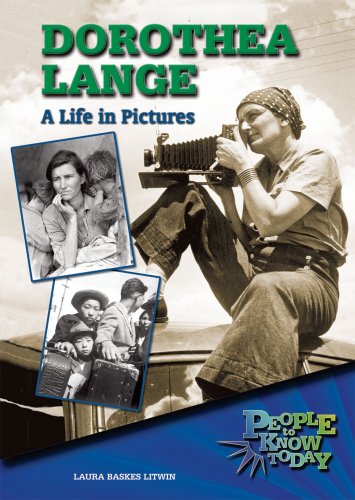 DOROTHEA
LANGE
A Life in Pictures
PEOPLE
to
KNOW
TODAY
LAURA BASKES LITWIN